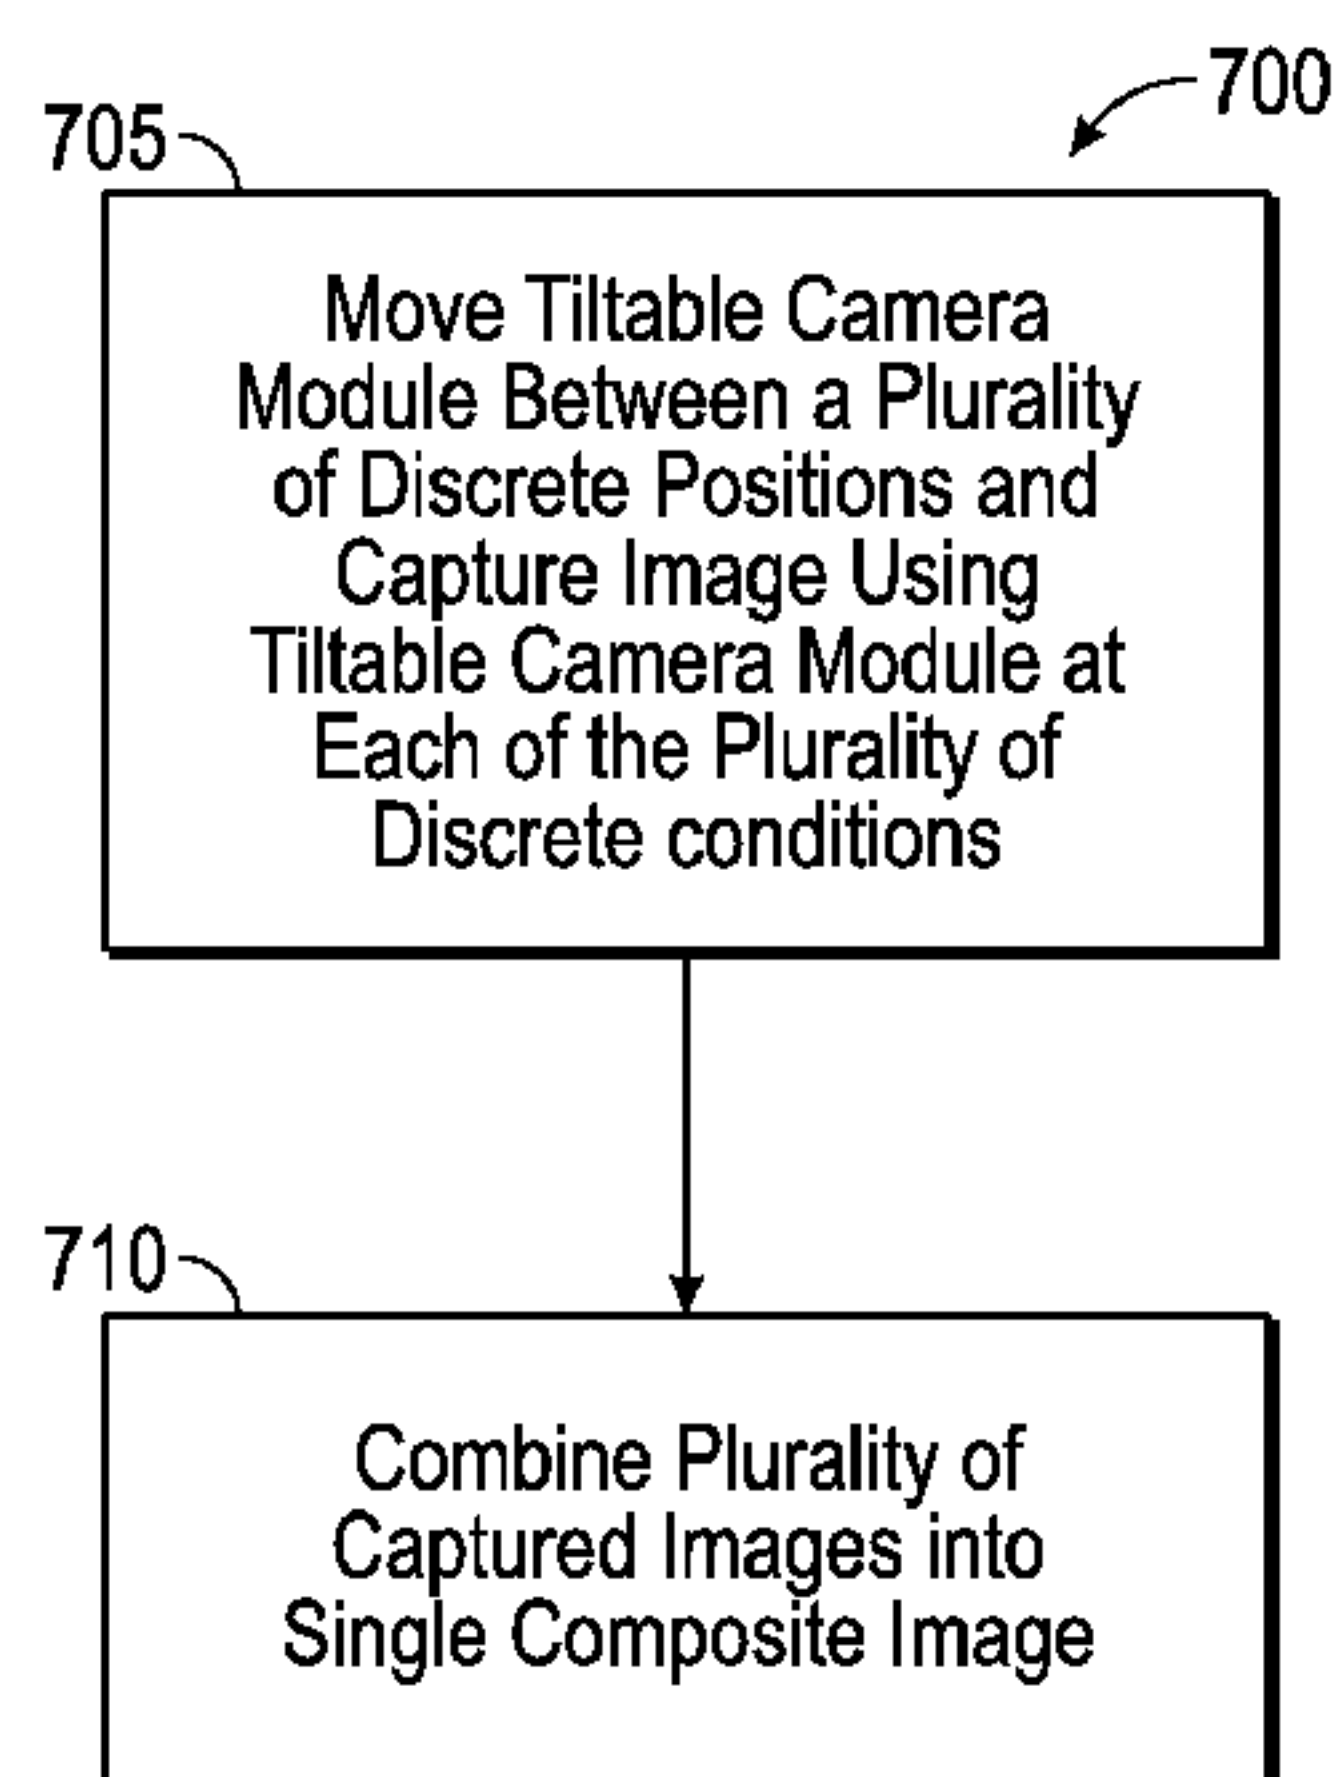 700
705
Move Tiltable Camera
Module Between a Plurality
of Discrete Positions and
Capture Image Using
Tiltable Camera Module at
Each of the Plurality of
Discrete conditions
710
Combine Plurality of
Captured Images into
Single Composite Image